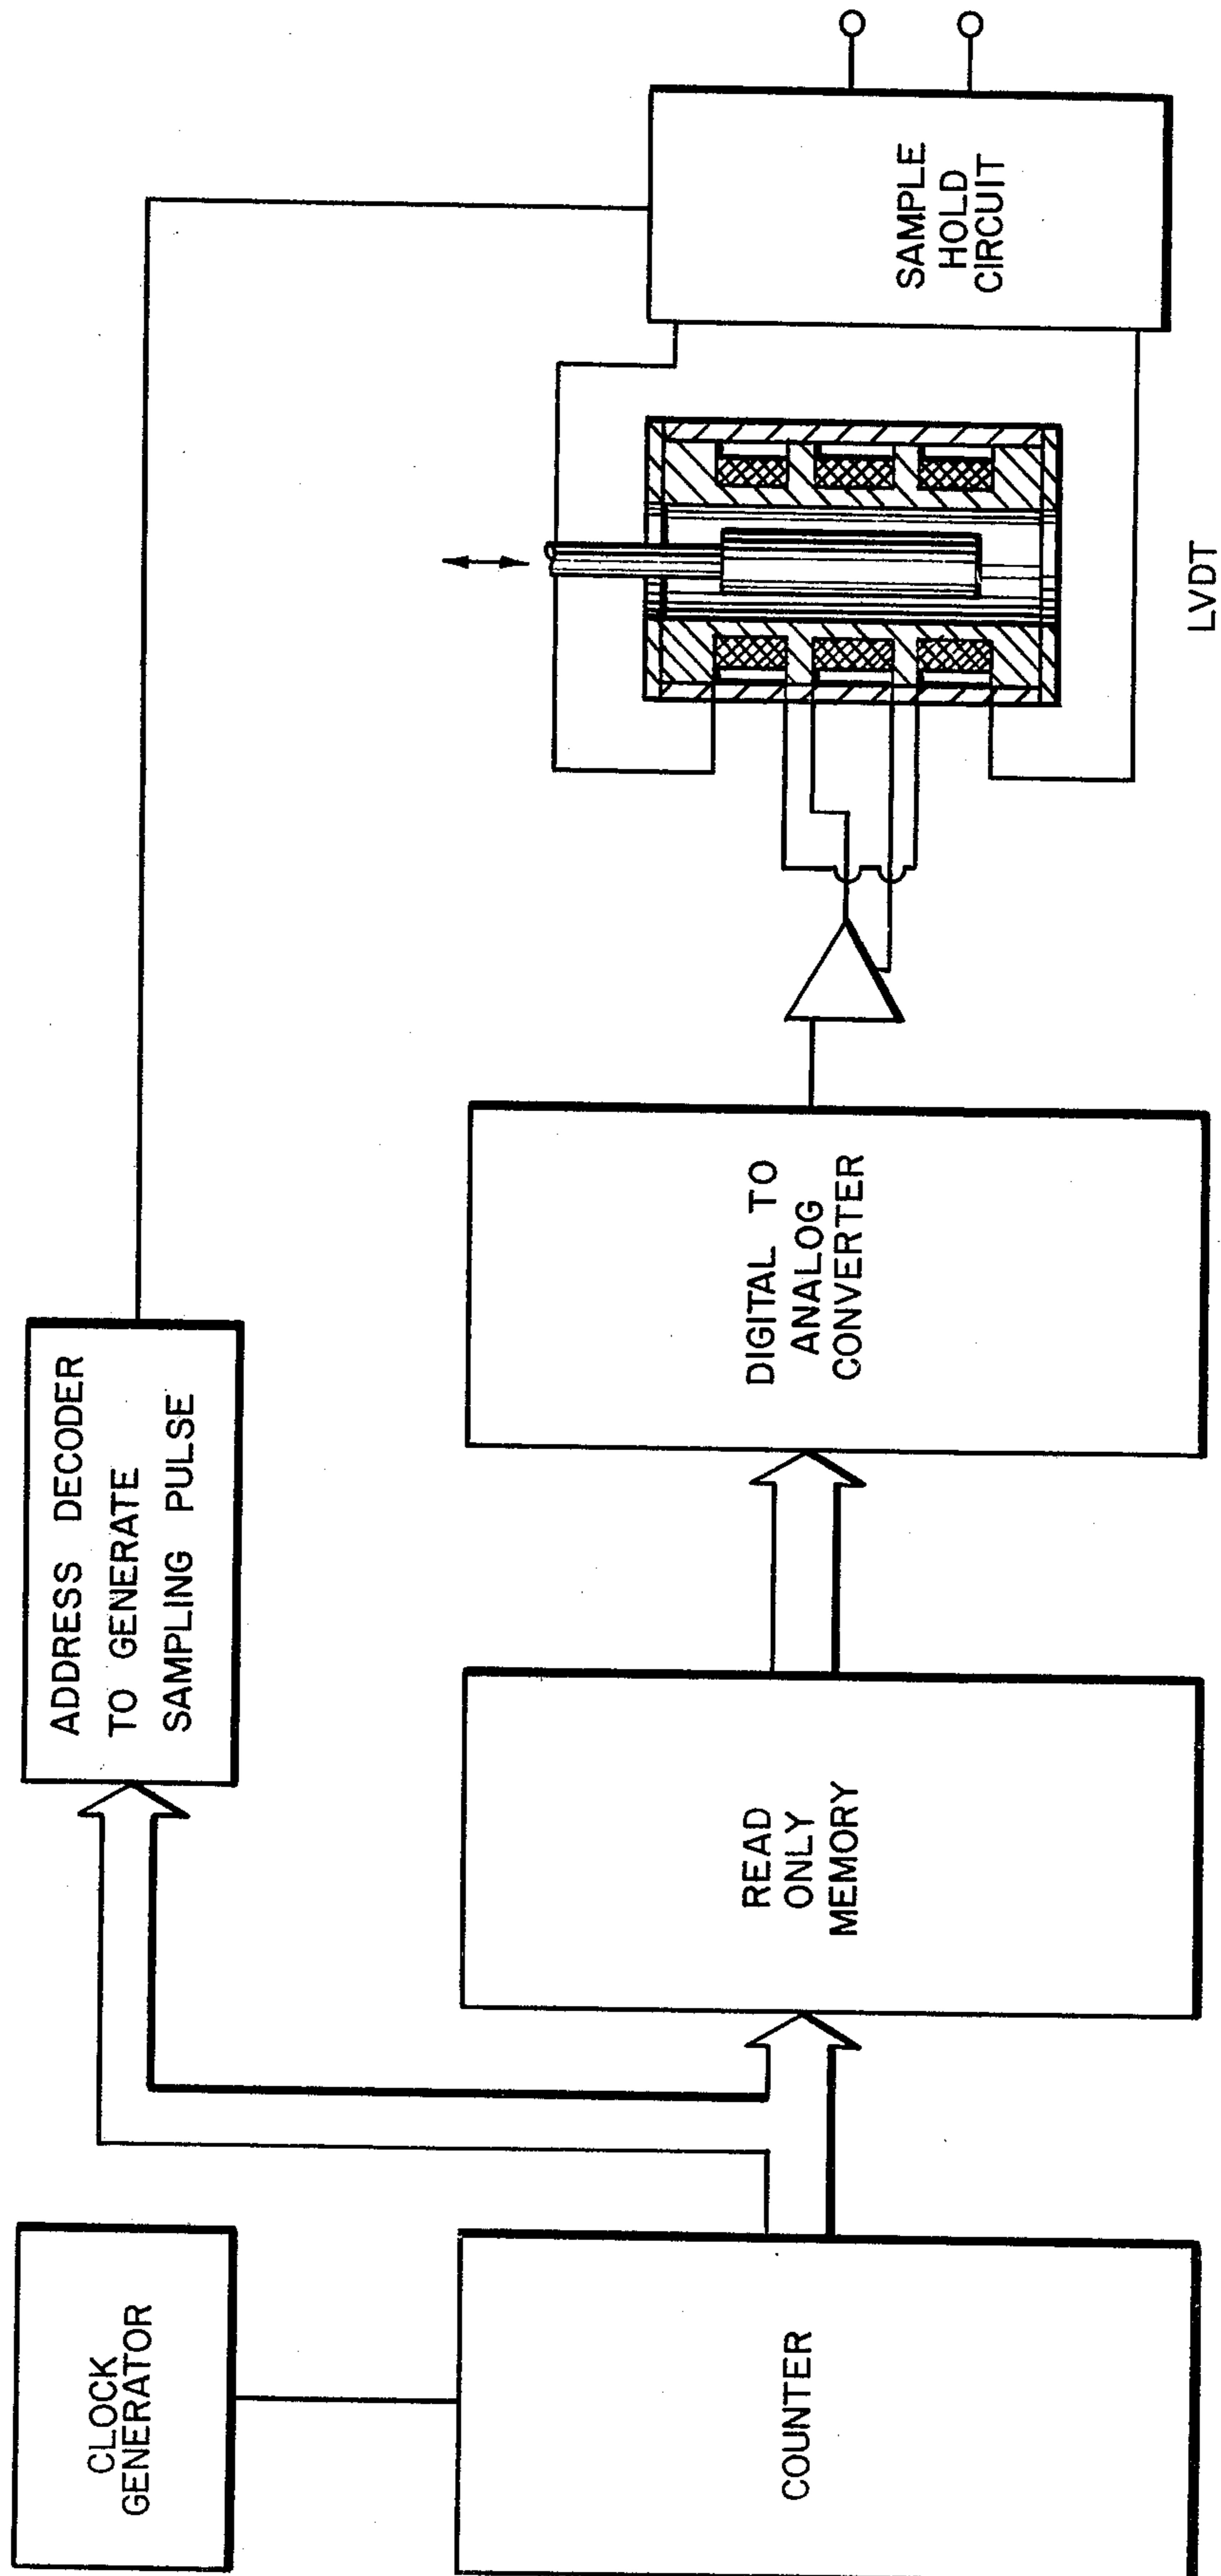 CLOCK
GENERATOR
ADDRESS DECODER
TO GENERATE
SAMPLING PULSE
COUNTER
READ
ONLY
MEMORY
DIGITAL TO
ANALOG
CONVERTER
LVDT
SAMPLE
HOLD
CIRCUIT